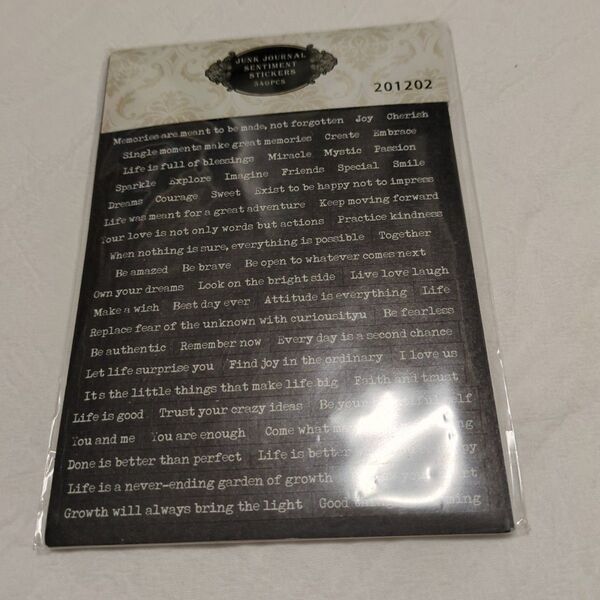 JUNK JOURNAL
SENTIMENT
STICKERS
340PCS
201202
Memories are meant to be made, not forgotten Joy Cherish
Single moments make great memories Create Embrace
Life is full of blessings Miracle Mystic Passion
Sparkle Explore Imagine Friends Special Smile
Dreams Courage Sweet Exist to be happy not to impress
Life was meant for a great adventure Keep moving forward
Your love is not only words but actions Practice kindness
When nothing is sure, everything is possible Together
Be amazed Be brave Be open to whatever comes next
Own your dreams Look on the bright side Live love laugh
Make a wish Best day ever Attitude is everything Life
Replace fear of the unknown with curiousityu Be fearless
Be authentic Remember now Every day is a second chance
Let life surprise you Find joy in the ordinary I love us
Its the little things that make life big Faith and trust
Life is good Trust your crazy ideas Be your
You and me You are enough Come what
Done is better than perfect Life is better
Life is a never-ending garden of growth
Growth will always bring the light Good